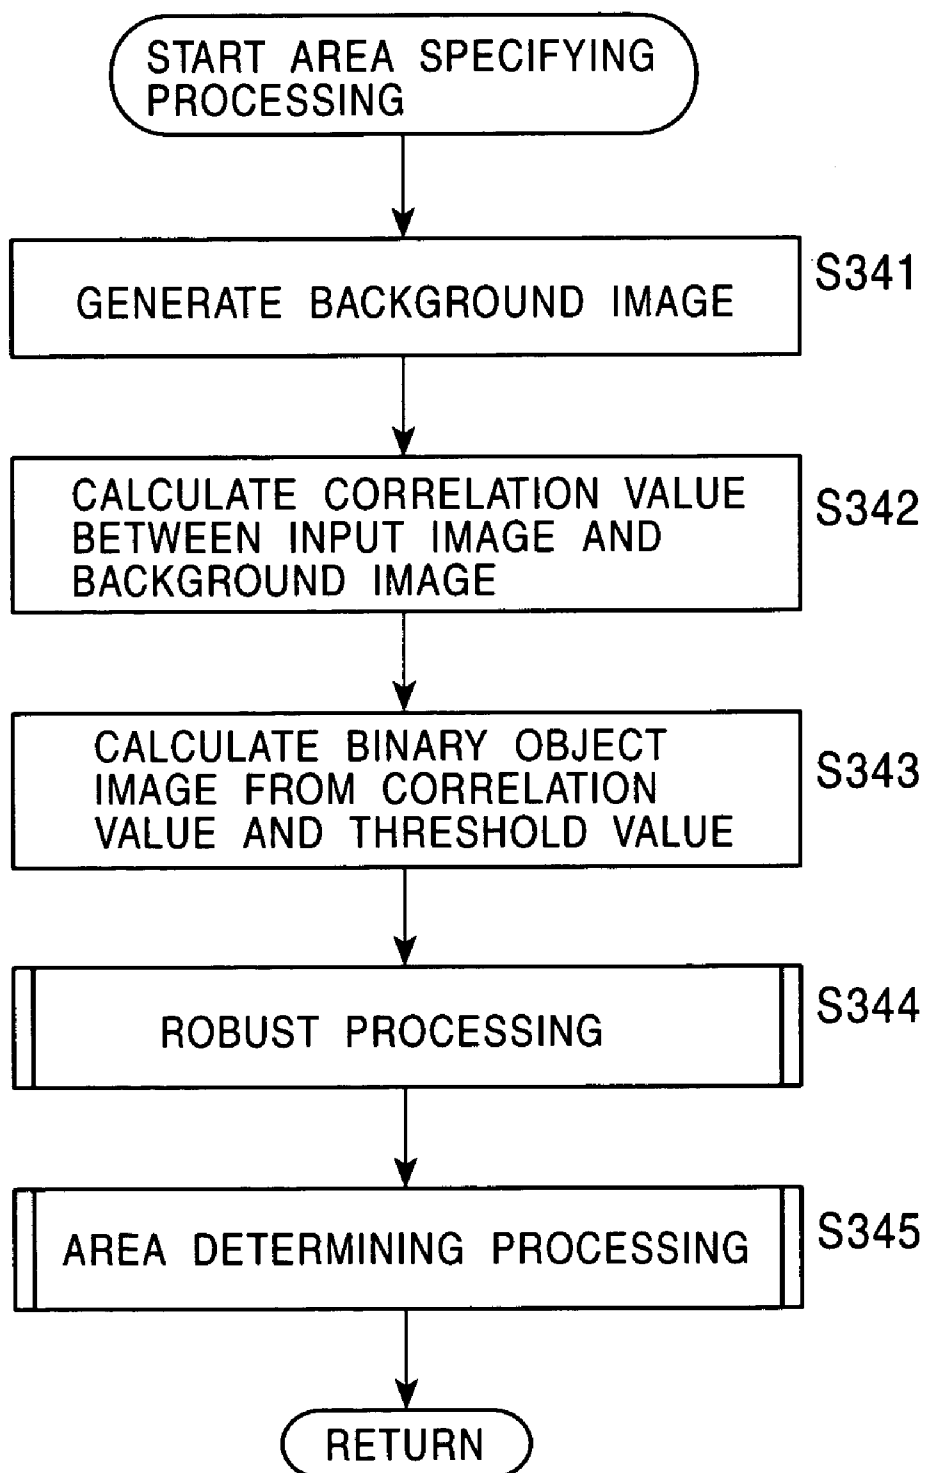 START AREA SPECIFYING
PROCESSING
GENERATE BACKGROUND IMAGE
S341
CALCULATE CORRELATION VALUE
BETWEEN INPUT IMAGE AND
BACKGROUND IMAGE
S342
CALCULATE BINARY OBJECT
IMAGE FROM CORRELATION
VALUE AND THRESHOLD VALUE
S343
ROBUST PROCESSING
S344
AREA DETERMINING PROCESSING
S345
RETURN